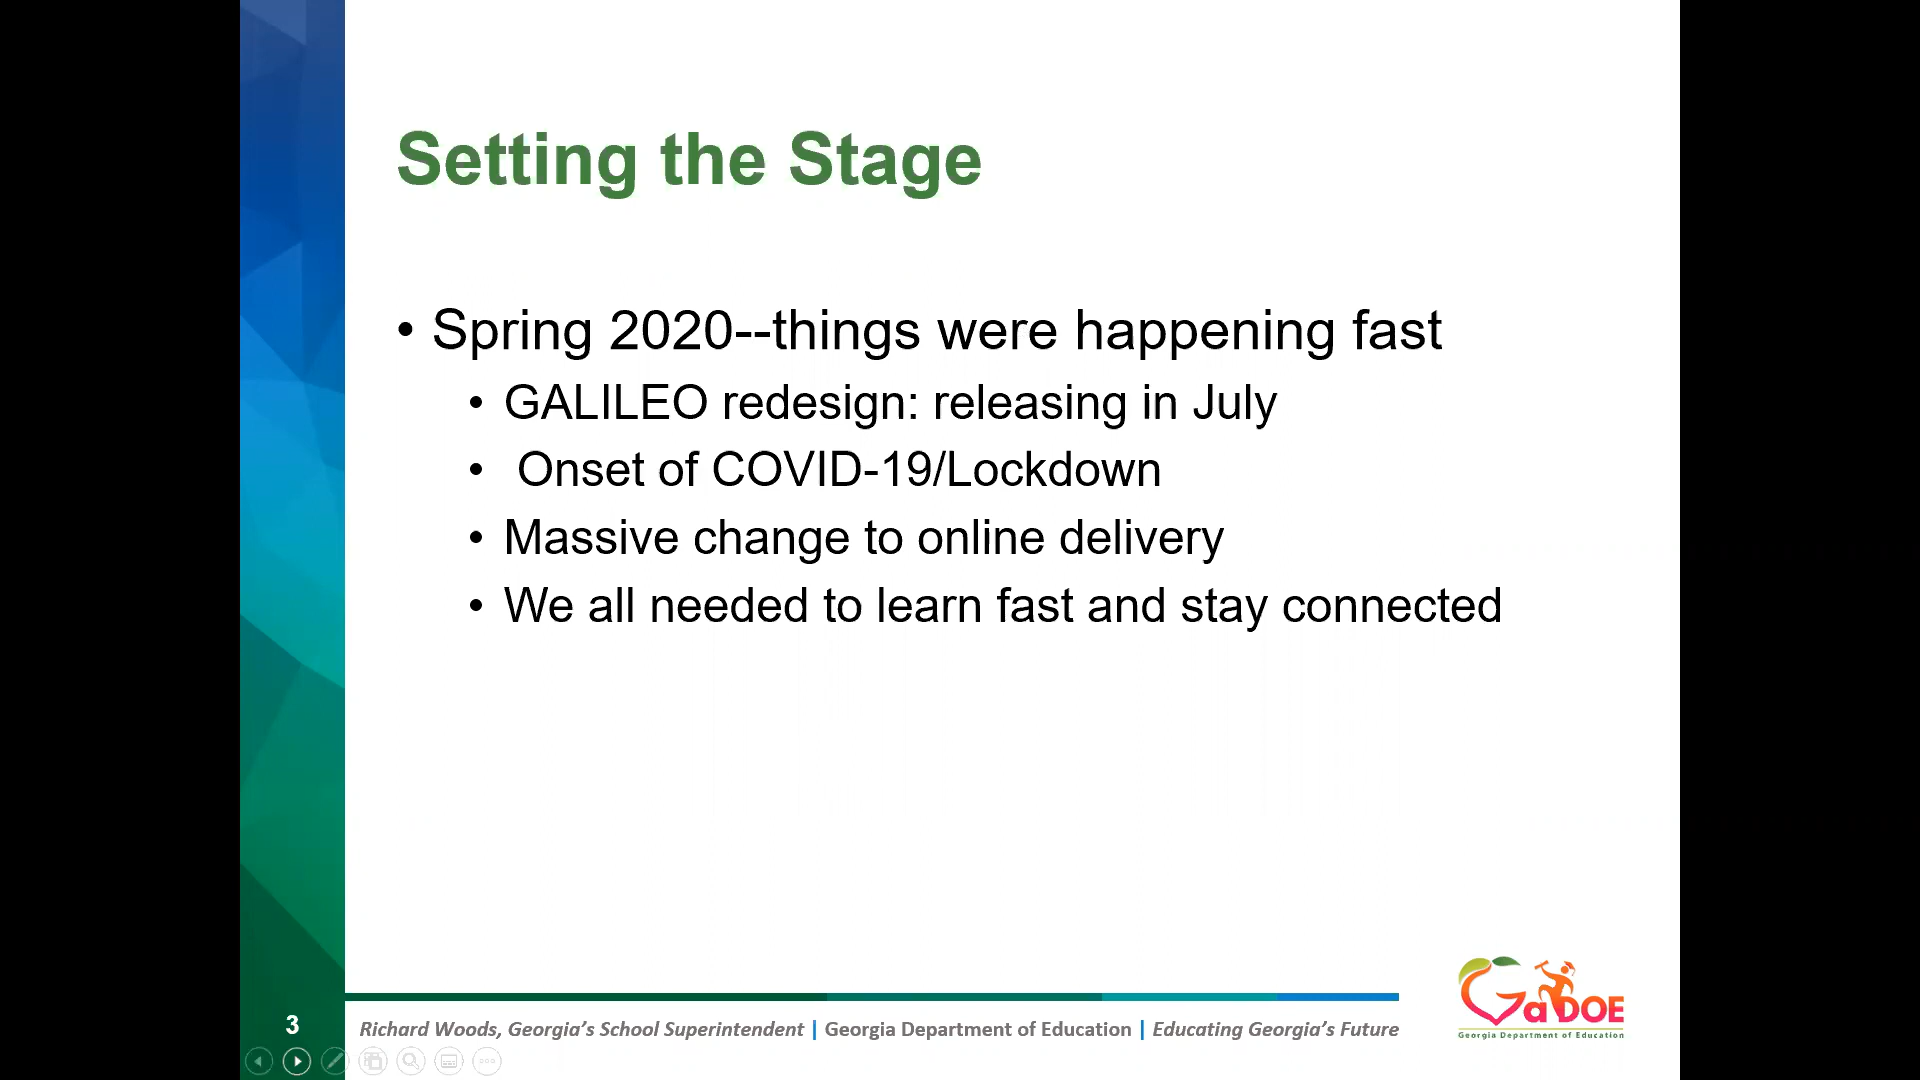 Setting the Stage
• Spring 2020--things were happening fast
• GALILEO redesign: releasing in July
• Onset of COVID-19/Lockdown
• Massive change to online delivery
• We all needed to learn fast and stay connected
3
Richard Woods, Georgia’s School Superintendent | Georgia Department of Education | Educating Georgia’s Future
GaDOE
Georgia Department of Education